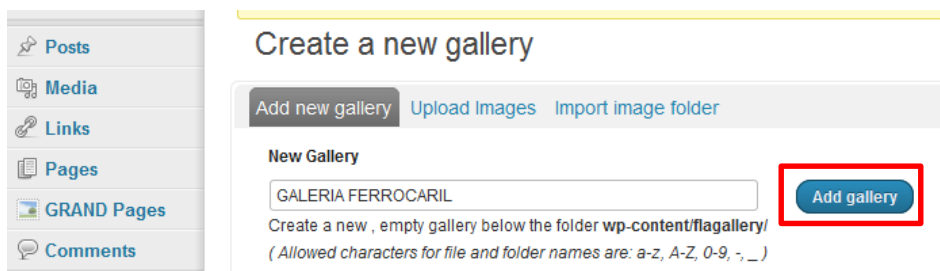 Posts
Media
Links
Pages
GRAND Pages
Comments
Create a new gallery
Add new gallery Upload Images Import image folder
New Gallery
GALERIA FERROCARIL Add gallery
Create a new , empty gallery below the folder wp-content/flagallery/
( Allowed characters for file and folder names are: a-z, A-Z, 0-9, -, _ )